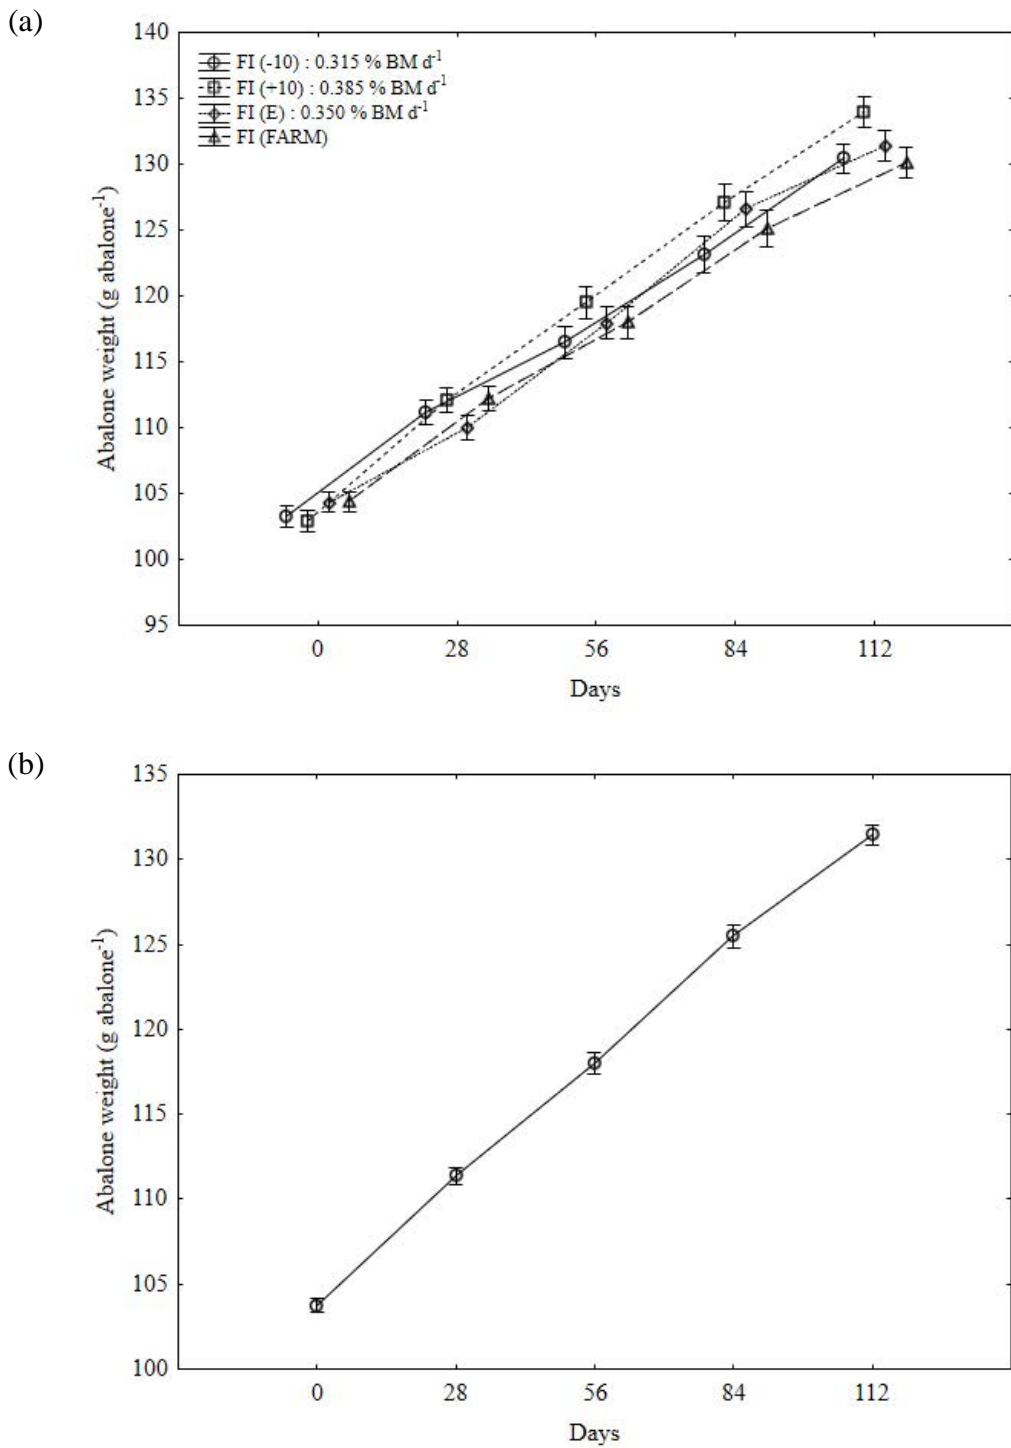 (a)
140
135
130
125
120
115
110
105
100
95
Abalone weight (g abalone⁻¹)
FI (-10) : 0.315 % BM d⁻¹
FI (+10) : 0.385 % BM d⁻¹
FI (E) : 0.350 % BM d⁻¹
FI (FARM)
0 28 56 84 112
Days
(b)
135
130
125
120
115
110
105
100
Abalone weight (g abalone⁻¹)
0 28 56 84 112
Days